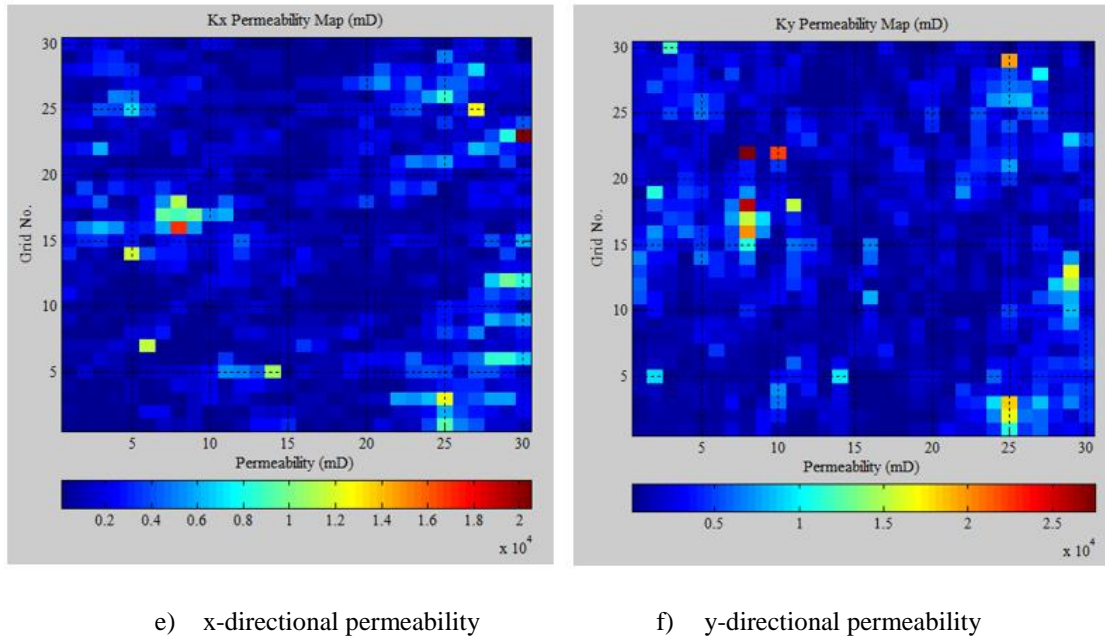 Kx Permeability Map (mD)
30
25
20
15
10
5
Grid No.
5 10 15 20 25 30
Permeability (mD)
0.2 0.4 0.6 0.8 1 1.2 1.4 1.6 1.8 2
x 10^4
Ky Permeability Map (mD)
30
25
20
15
10
5
Grid No.
5 10 15 20 25 30
Permeability (mD)
0.5 1 1.5 2 2.5
x 10^4
e) x-directional permeability
f) y-directional permeability